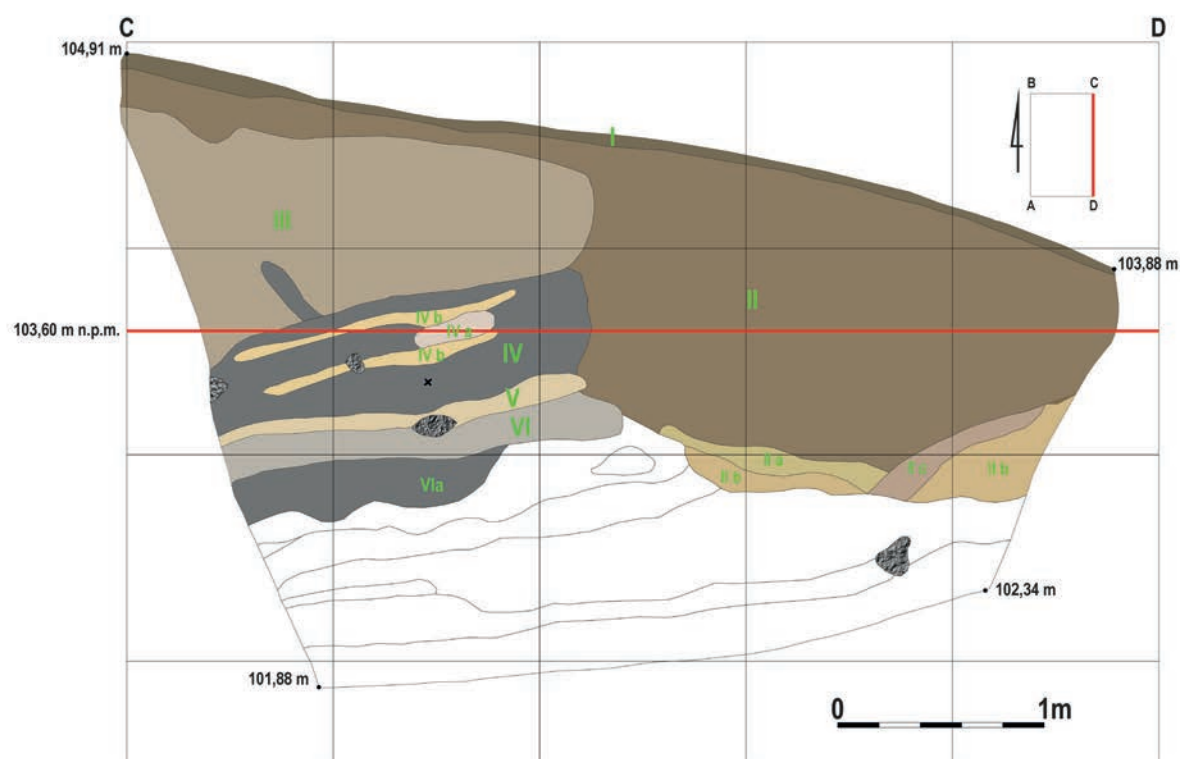 C
D
104,91 m
B C
I
A D
III
103,88 m
II
103,60 m n.p.m.
IV b
IV a
IV b
IV
V
VI
II a
II b
II b
VIa
102,34 m
101,88 m
0 1m